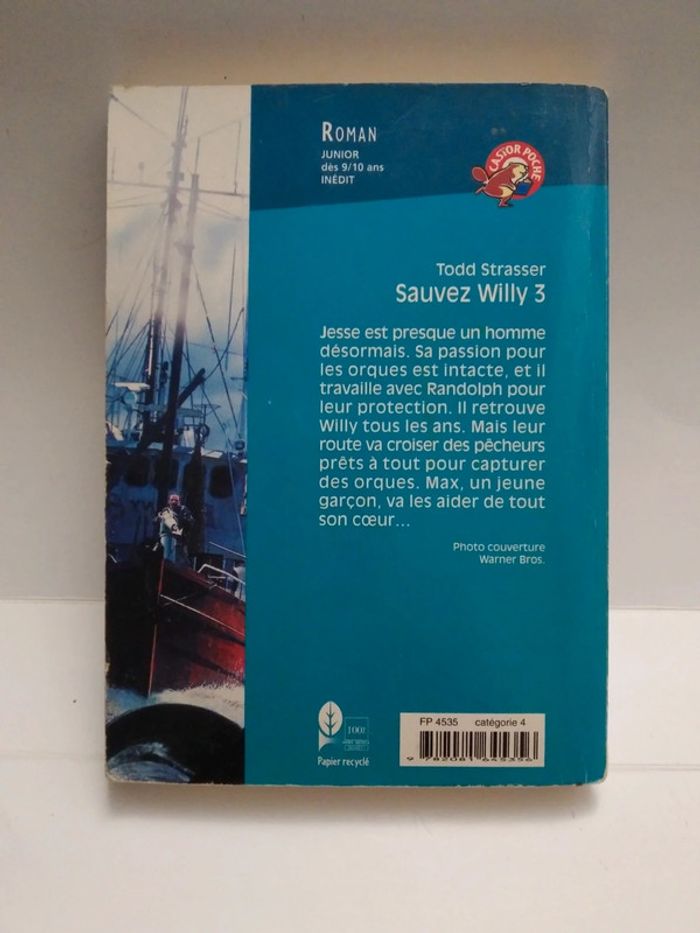 ROMAN
JUNIOR
dès 9/10 ans
INÉDIT
CASTOR POCHE
Todd Strasser
Sauvez Willy 3
Jesse est presque un homme
désormais. Sa passion pour
les orques est intacte, et il
travaille avec Randolph pour
leur protection. Il retrouve
Willy tous les ans. Mais leur
route va croiser des pêcheurs
prêts à tout pour capturer
des orques. Max, un jeune
garçon, va les aider de tout
son cœur...
Photo couverture
Warner Bros.
FP 4535 catégorie 4
9 782081 645356
Papier recyclé